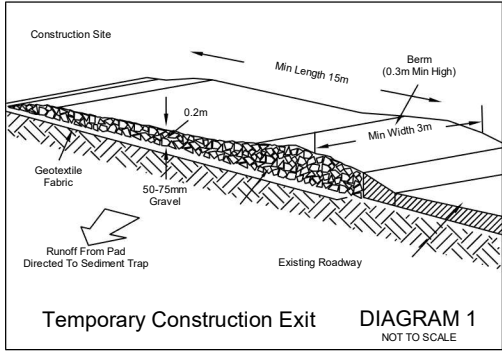 Construction Site
Min Length 15m
Berm
(0.3m Min High)
0.2m
Min Width 3m
Geotextile
Fabric
50-75mm
Gravel
Runoff From Pad
Directed To Sediment Trap
Existing Roadway
Temporary Construction Exit
DIAGRAM 1
NOT TO SCALE